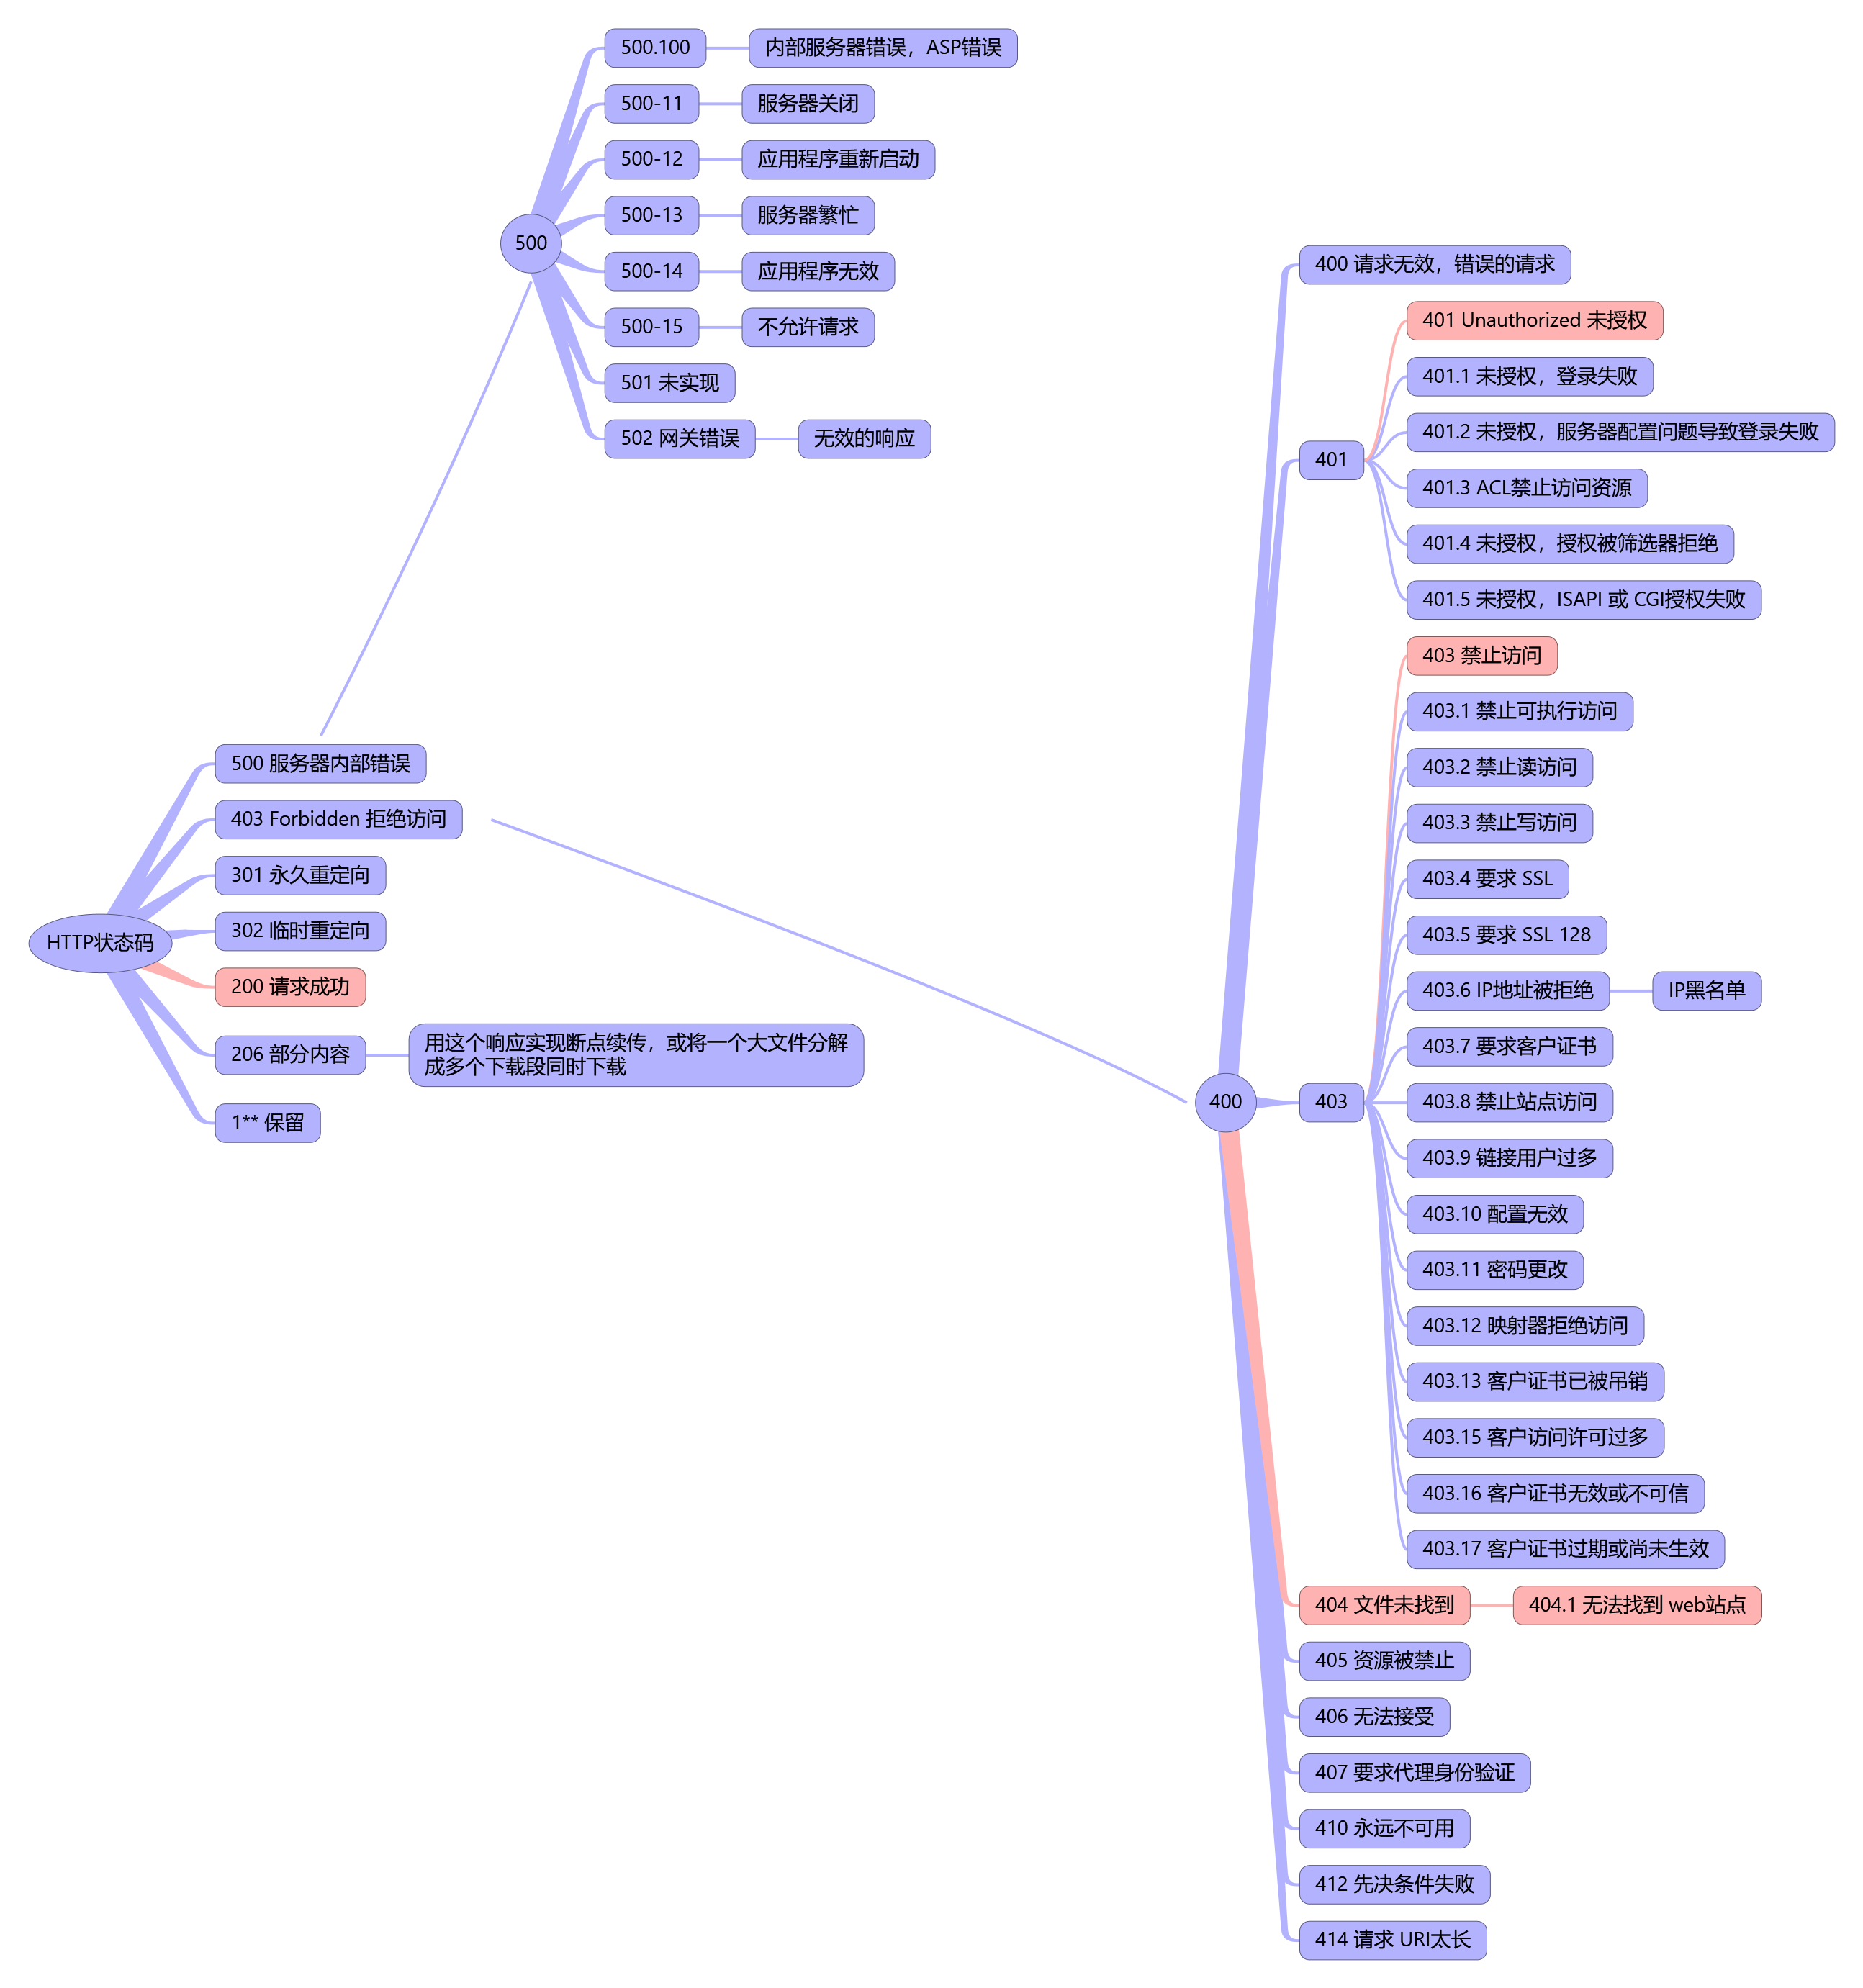 500.100
内部服务器错误，ASP错误
500-11
服务器关闭
500-12
应用程序重新启动
500-13
服务器繁忙
500
500-14
应用程序无效
500-15
不允许请求
501 未实现
502 网关错误
无效的响应
500 服务器内部错误
403 Forbidden 拒绝访问
301 永久重定向
302 临时重定向
HTTP状态码
200 请求成功
206 部分内容
用这个响应实现断点续传，或将一个大文件分解
成多个下载段同时下载
1** 保留
400
400 请求无效，错误的请求
401
401 Unauthorized 未授权
401.1 未授权，登录失败
401.2 未授权，服务器配置问题导致登录失败
401.3 ACL禁止访问资源
401.4 未授权，授权被筛选器拒绝
401.5 未授权，ISAPI 或 CGI授权失败
403
403 禁止访问
403.1 禁止可执行访问
403.2 禁止读访问
403.3 禁止写访问
403.4 要求 SSL
403.5 要求 SSL 128
403.6 IP地址被拒绝
IP黑名单
403.7 要求客户证书
403.8 禁止站点访问
403.9 链接用户过多
403.10 配置无效
403.11 密码更改
403.12 映射器拒绝访问
403.13 客户证书已被吊销
403.15 客户访问许可过多
403.16 客户证书无效或不可信
403.17 客户证书过期或尚未生效
404 文件未找到
404.1 无法找到 web站点
405 资源被禁止
406 无法接受
407 要求代理身份验证
410 永远不可用
412 先决条件失败
414 请求 URI太长